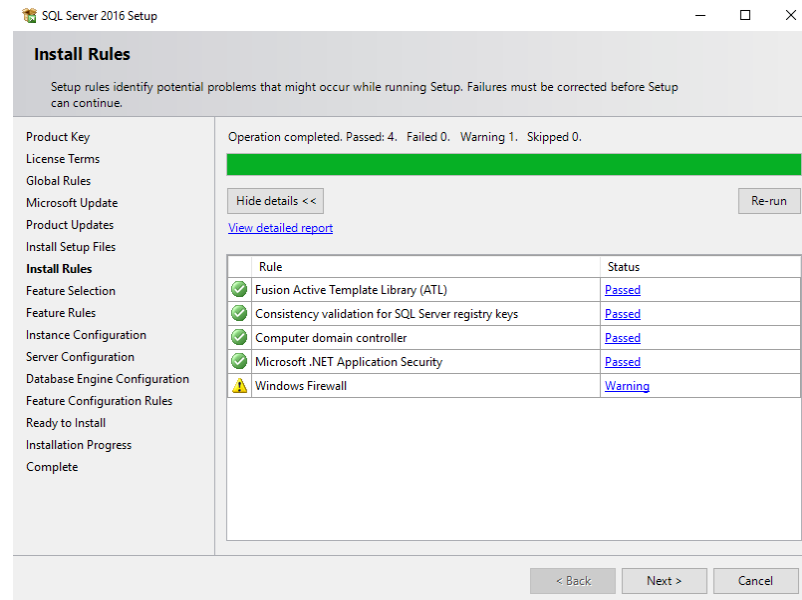 SQL Server 2016 Setup
Install Rules
Setup rules identify potential problems that might occur while running Setup. Failures must be corrected before Setup
can continue.
Product Key
License Terms
Global Rules
Microsoft Update
Product Updates
Install Setup Files
Install Rules
Feature Selection
Feature Rules
Instance Configuration
Server Configuration
Database Engine Configuration
Feature Configuration Rules
Ready to Install
Installation Progress
Complete
Operation completed. Passed: 4. Failed 0. Warning 1. Skipped 0.
Hide details <<
Re-run
View detailed report
Rule Status
Fusion Active Template Library (ATL) Passed
Consistency validation for SQL Server registry keys Passed
Computer domain controller Passed
Microsoft .NET Application Security Passed
Windows Firewall Warning
< Back Next > Cancel